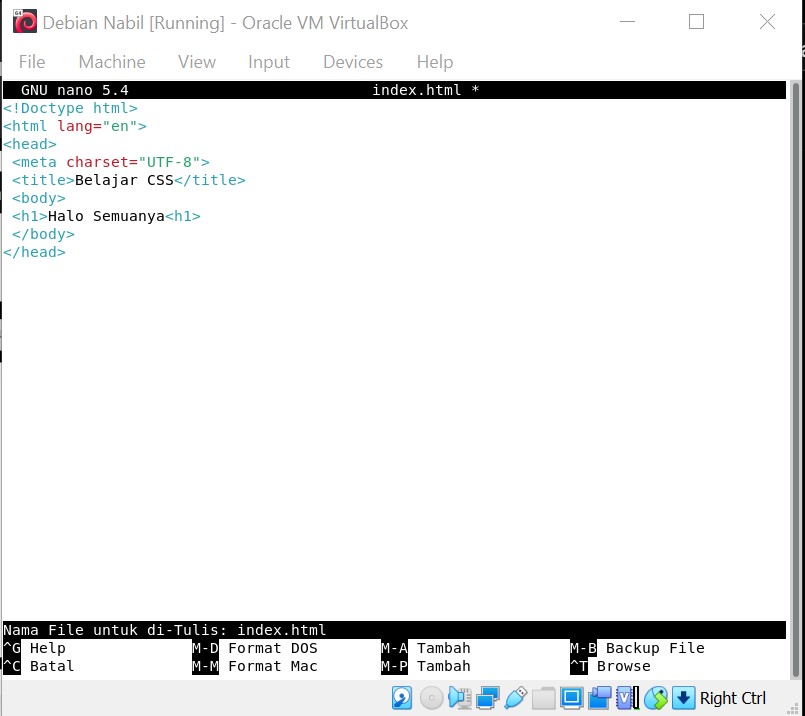 64
Debian Nabil [Running] - Oracle VM VirtualBox
File Machine View Input Devices Help
GNU nano 5.4 index.html *
<!Doctype html>
<html lang="en">
<head>
<meta charset="UTF-8">
<title>Belajar CSS</title>
<body>
<h1>Halo Semuanya<h1>
</body>
</head>
Nama File untuk di-Tulis: index.html
^G Help M-D Format DOS M-A Tambah M-B Backup File
^C Batal M-M Format Mac M-P Tambah ^T Browse
Right Ctrl